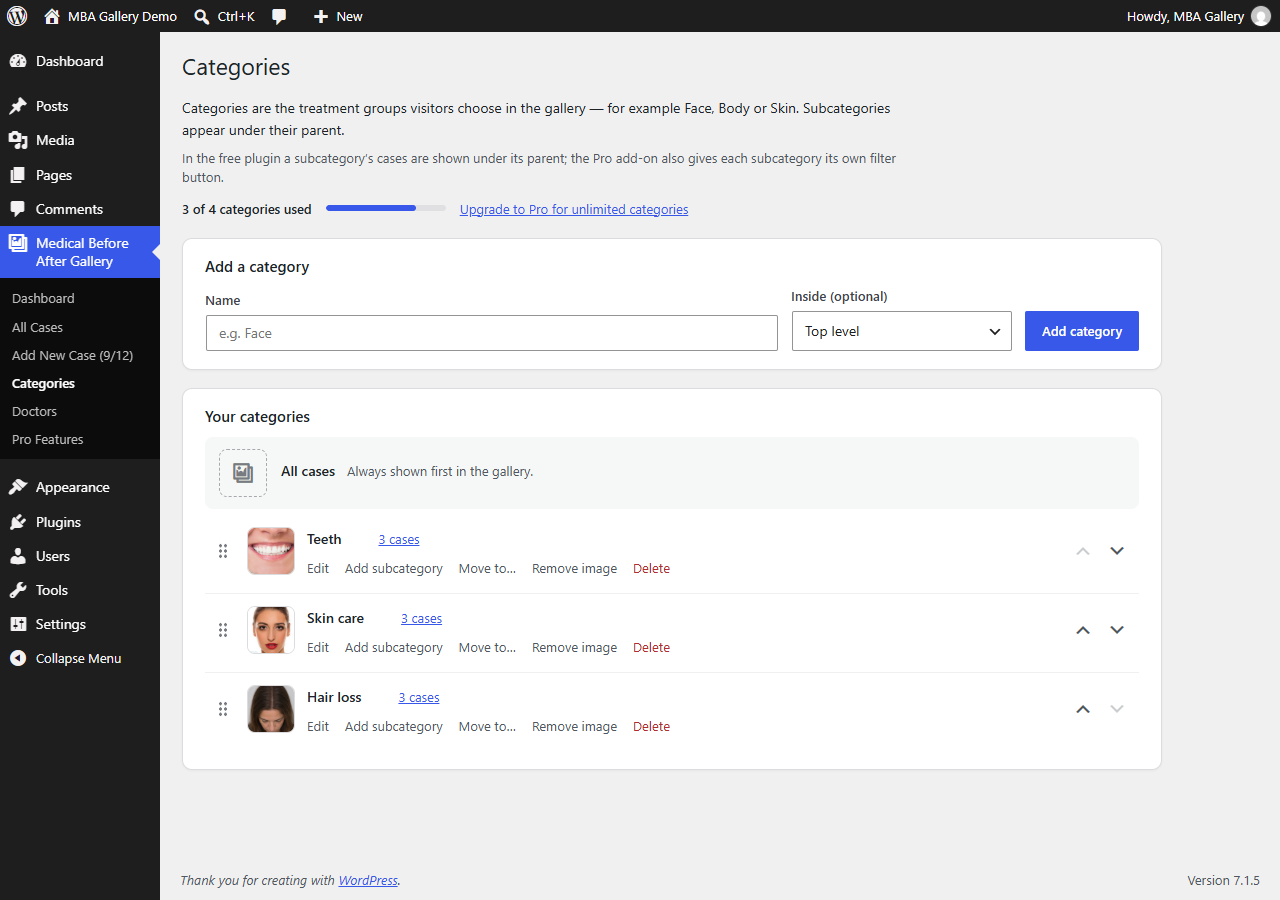 MBA Gallery Demo
Ctrl+K
New
Howdy, MBA Gallery
Dashboard
Posts
Media
Pages
Comments
Medical Before
After Gallery
Dashboard
All Cases
Add New Case (9/12)
Categories
Doctors
Pro Features
Appearance
Plugins
Users
Tools
Settings
Collapse Menu
Categories
Categories are the treatment groups visitors choose in the gallery — for example Face, Body or Skin. Subcategories
appear under their parent.
In the free plugin a subcategory's cases are shown under its parent; the Pro add-on also gives each subcategory its own filter
button.
3 of 4 categories used
Upgrade to Pro for unlimited categories
Add a category
Name
Inside (optional)
e.g. Face
Top level
Add category
Your categories
All cases Always shown first in the gallery.
Teeth 3 cases
Edit Add subcategory Move to... Remove image Delete
Skin care 3 cases
Edit Add subcategory Move to... Remove image Delete
Hair loss 3 cases
Edit Add subcategory Move to... Remove image Delete
Thank you for creating with WordPress.
Version 7.1.5